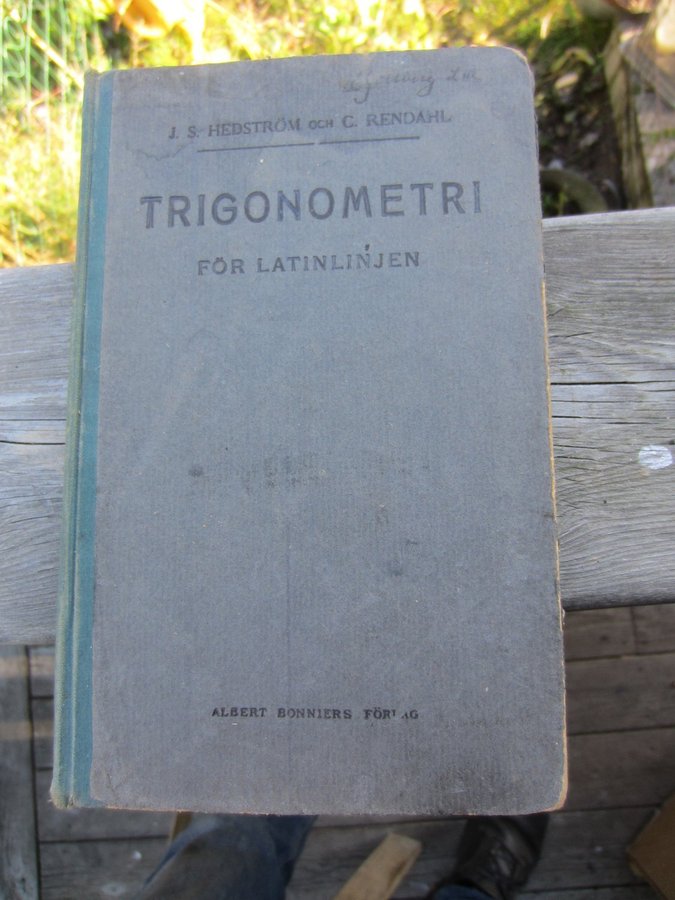 J. S. HEDSTRÖM OCH C. RENDAHL
TRIGONOMETRI
FÖR LATINLINJEN
ALBERT BONNIERS FÖRLAG